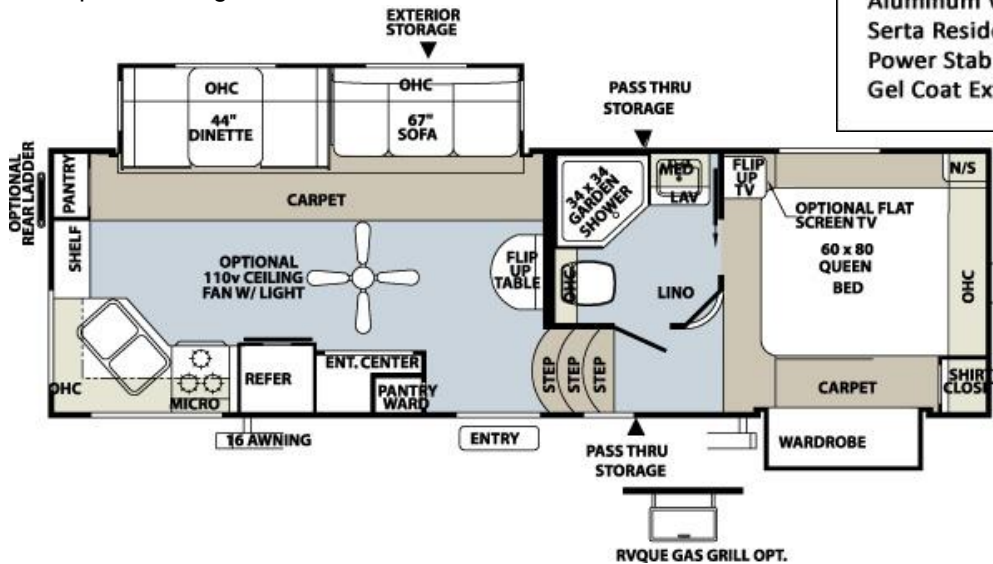 Aluminum
Serta Reside
Power Stab
Gel Coat Ex
EXTERIOR
STORAGE
PASS THRU
STORAGE
OHC
44"
DINETTE
OHC
67"
SOFA
OPTIONAL
REAR LADDER
PANTRY
SHELF
CARPET
OPTIONAL
110v CEILING
FAN W/ LIGHT
FLIP
UP
TABLE
34 x 34
GARDEN
SHOWER
MED
LAV
OHC
LINO
FLIP
UP
TV
OPTIONAL FLAT
SCREEN TV
N/S
60 x 80
QUEEN
BED
OHC
OHC
MICRO
REFER
ENT. CENTER
PANTRY
WARD
STEP
STEP
STEP
CARPET
SHIRT
CLOSE
16 AWNING
ENTRY
PASS THRU
STORAGE
WARDROBE
RVQUE GAS GRILL OPT.